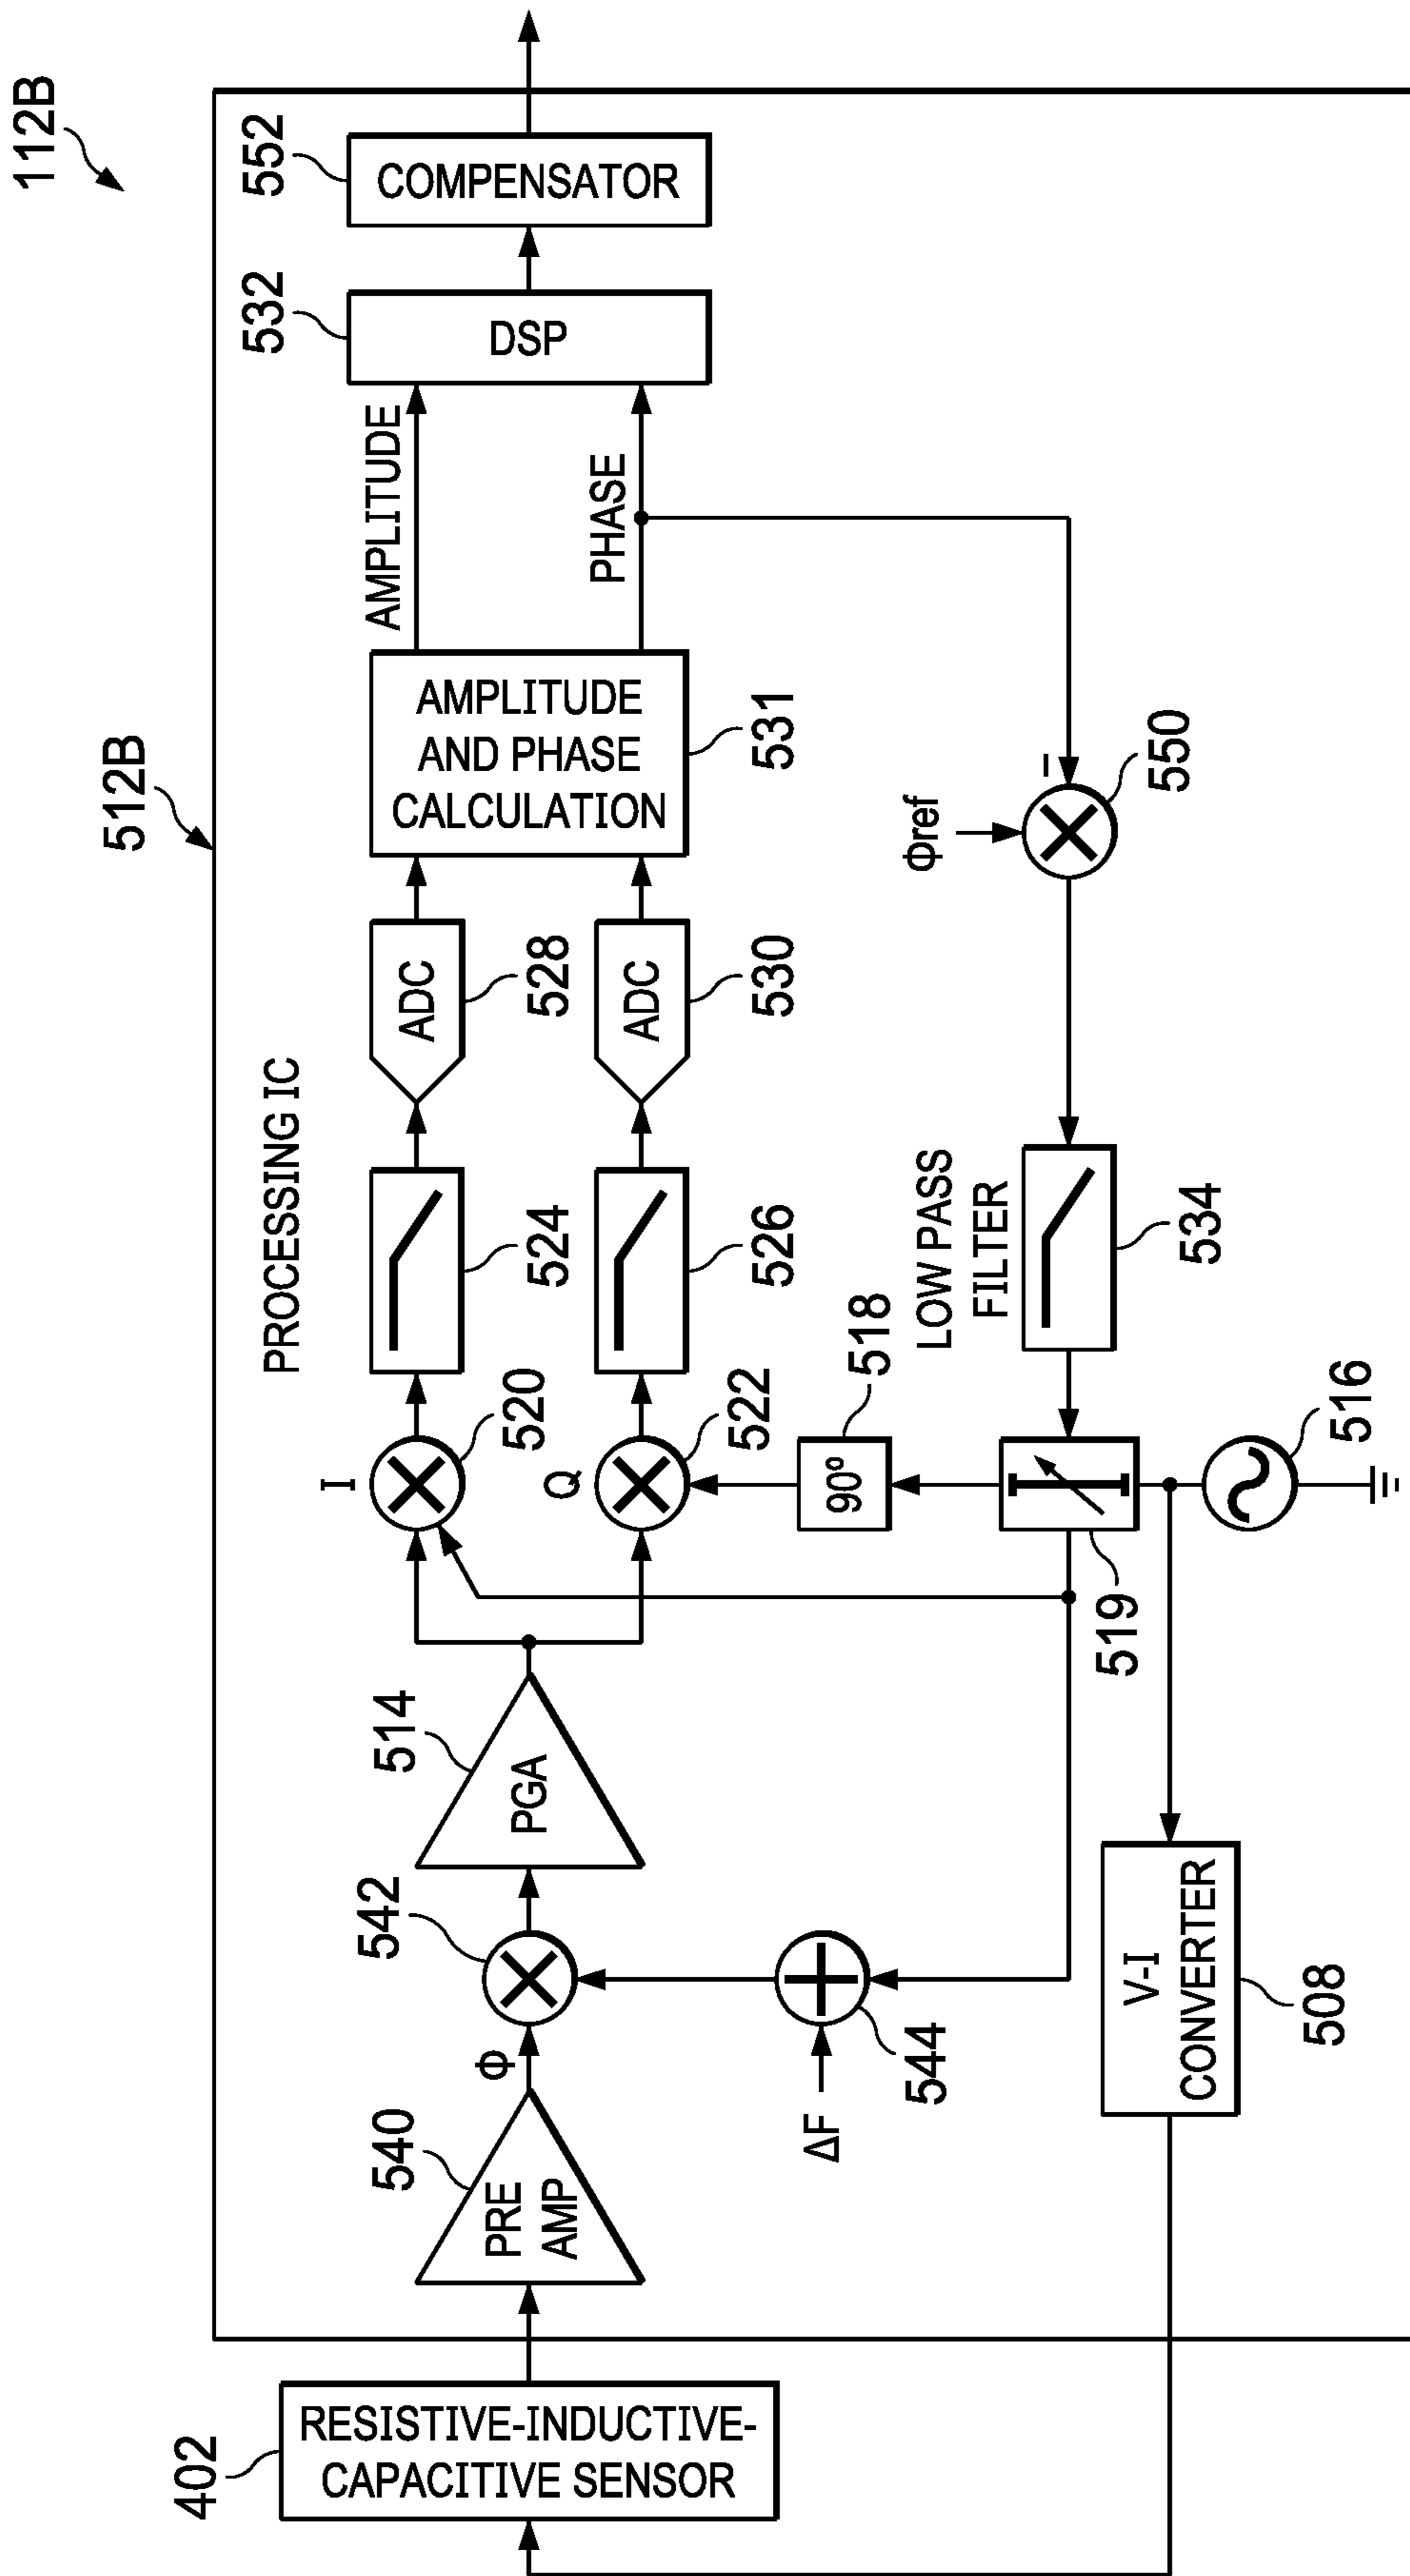 112B
512B
PROCESSING IC
402
RESISTIVE-INDUCTIVE-
CAPACITIVE SENSOR
540
PRE
AMP
Φ
542
514
PGA
I
520
524
528
ADC
AMPLITUDE
AND PHASE
CALCULATION
531
AMPLITUDE
PHASE
532
DSP
552
COMPENSATOR
Q
522
526
530
ADC
ΔF
544
518
90º
519
LOW PASS
FILTER
534
Φref
–
550
V-I
CONVERTER
508
516